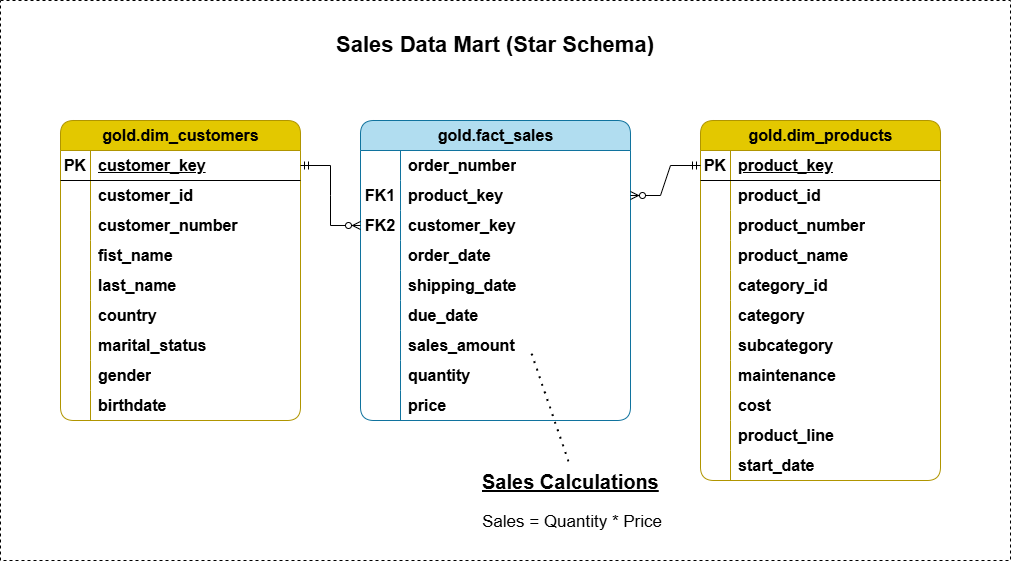 Sales Data Mart (Star Schema)
gold.dim_customers
PK customer_key
customer_id
customer_number
fist_name
last_name
country
marital_status
gender
birthdate
gold.fact_sales
order_number
FK1 product_key
FK2 customer_key
order_date
shipping_date
due_date
sales_amount
quantity
price
gold.dim_products
PK product_key
product_id
product_number
product_name
category_id
category
subcategory
maintenance
cost
product_line
start_date
Sales Calculations
Sales = Quantity * Price